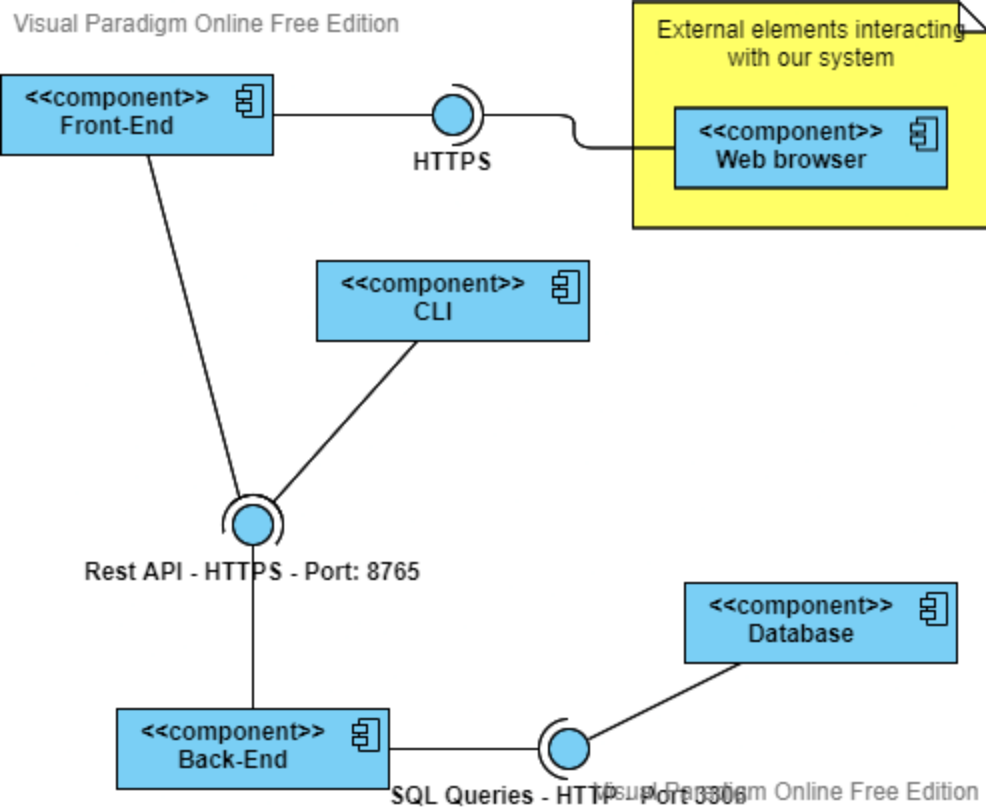 Visual Paradigm Online Free Edition
External elements interacting
with our system
<<component>>
Front-End
<<component>>
Web browser
HTTPS
<<component>>
CLI
Rest API - HTTPS - Port: 8765
<<component>>
Database
<<component>>
Back-End
SQL Queries - HTTP - Port 3306
Visual Paradigm Online Free Edition